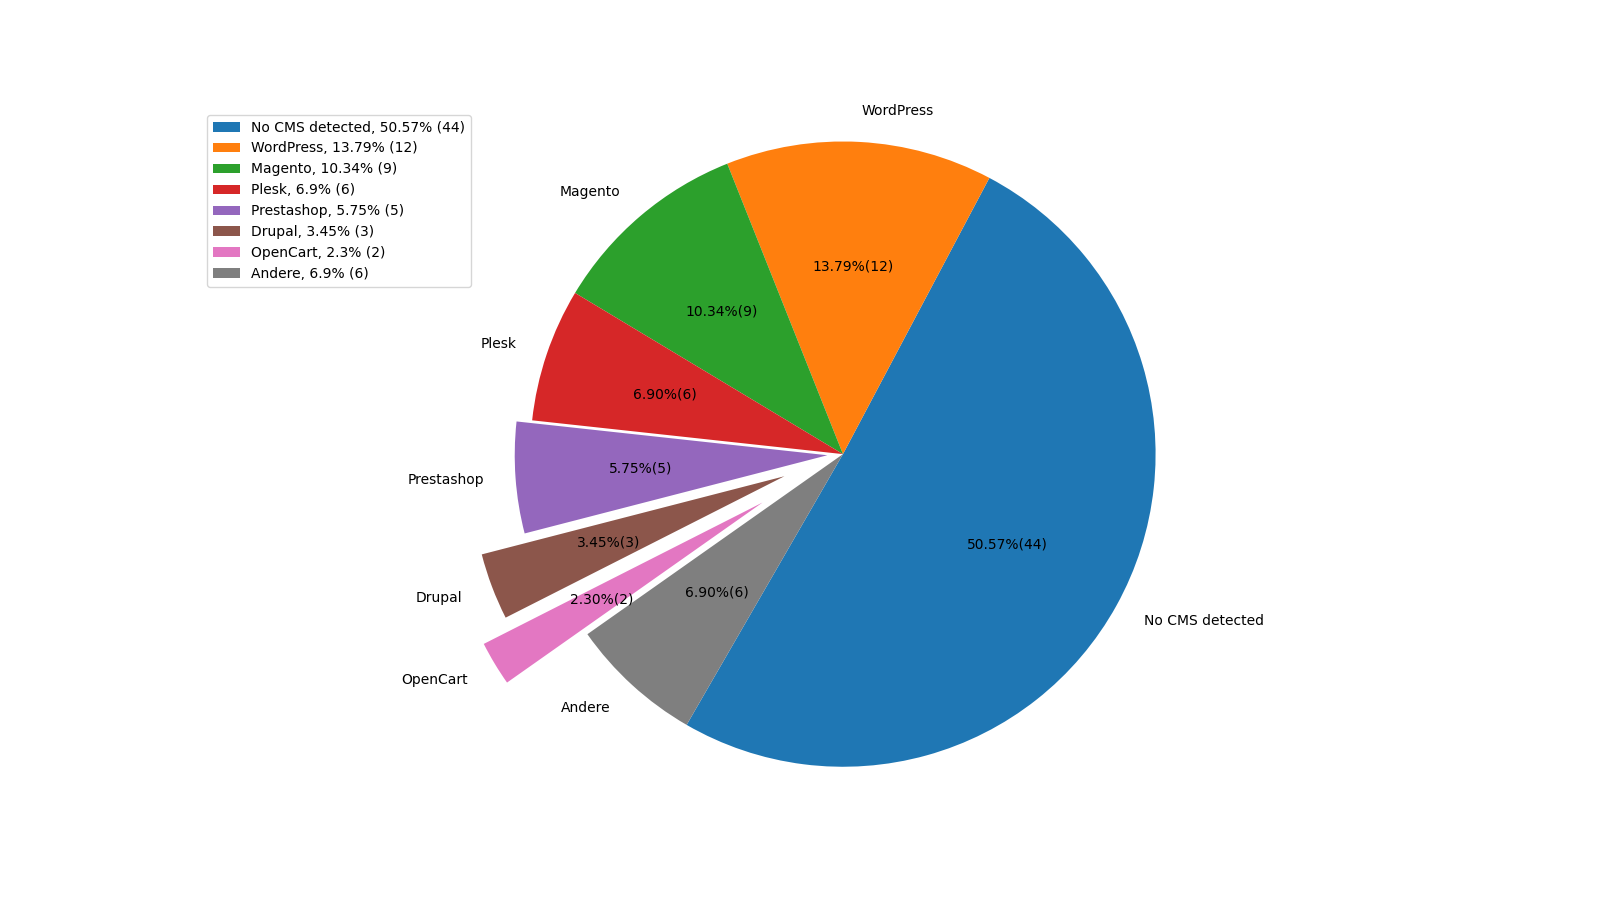 No CMS detected, 50.57% (44)
WordPress, 13.79% (12)
Magento, 10.34% (9)
Plesk, 6.9% (6)
Prestashop, 5.75% (5)
Drupal, 3.45% (3)
OpenCart, 2.3% (2)
Andere, 6.9% (6)
WordPress
Magento
13.79%(12)
10.34%(9)
Plesk
6.90%(6)
5.75%(5)
Prestashop
3.45%(3)
50.57%(44)
6.90%(6)
Drupal
2.30%(2)
No CMS detected
OpenCart
Andere